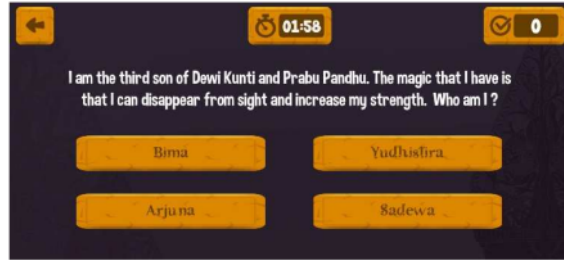 01:58
0
I am the third son of Dewi Kunti and Prabu Pandhu. The magic that I have is
that I can disappear from sight and increase my strength. Who am I ?
Bima
Yudhistira
Arjuna
Sadewa